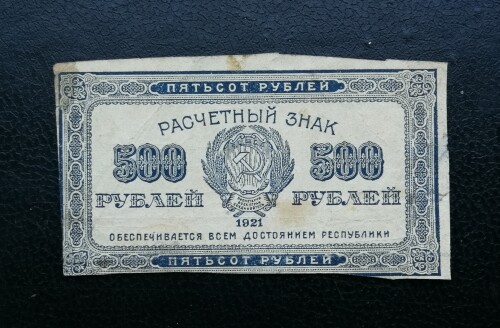 ПЯТЬСОТ РУБЛЕЙ
РАСЧЕТНЫЙ ЗНАК
500 500
РУБЛЕЙ РУБЛЕЙ
1921
ОБЕСПЕЧИВАЕТСЯ ВСЕМ ДОСТОЯНИЕМ РЕСПУБЛИКИ
ПЯТЬСОТ РУБЛЕЙ